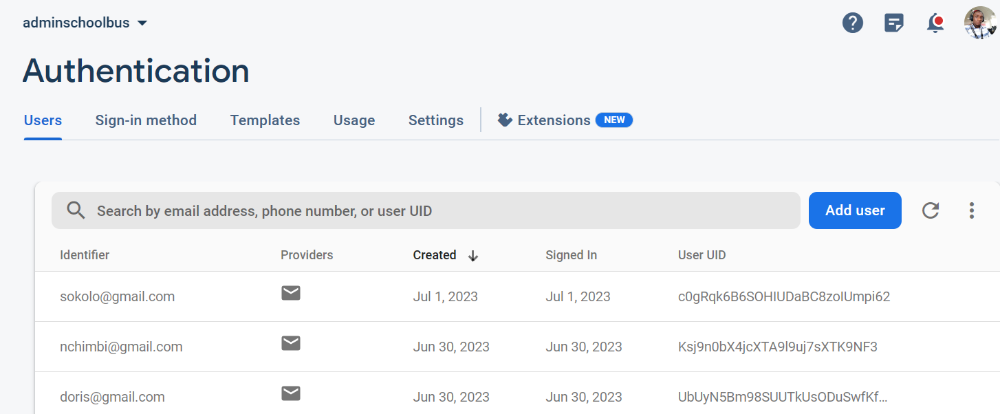 adminschoolbus
Authentication
Users Sign-in method Templates Usage Settings Extensions NEW
Search by email address, phone number, or user UID Add user
Identifier Providers Created Signed In User UID
sokolo@gmail.com Jul 1, 2023 Jul 1, 2023 c0gRqk6B6SOHIUDaBC8zoIUmpi62
nchimbi@gmail.com Jun 30, 2023 Jun 30, 2023 Ksj9n0bX4jcXTA9l9uj7sXTK9NF3
doris@gmail.com Jun 30, 2023 Jun 30, 2023 UbUyN5Bm98SUUTkUsODuSwfKf...